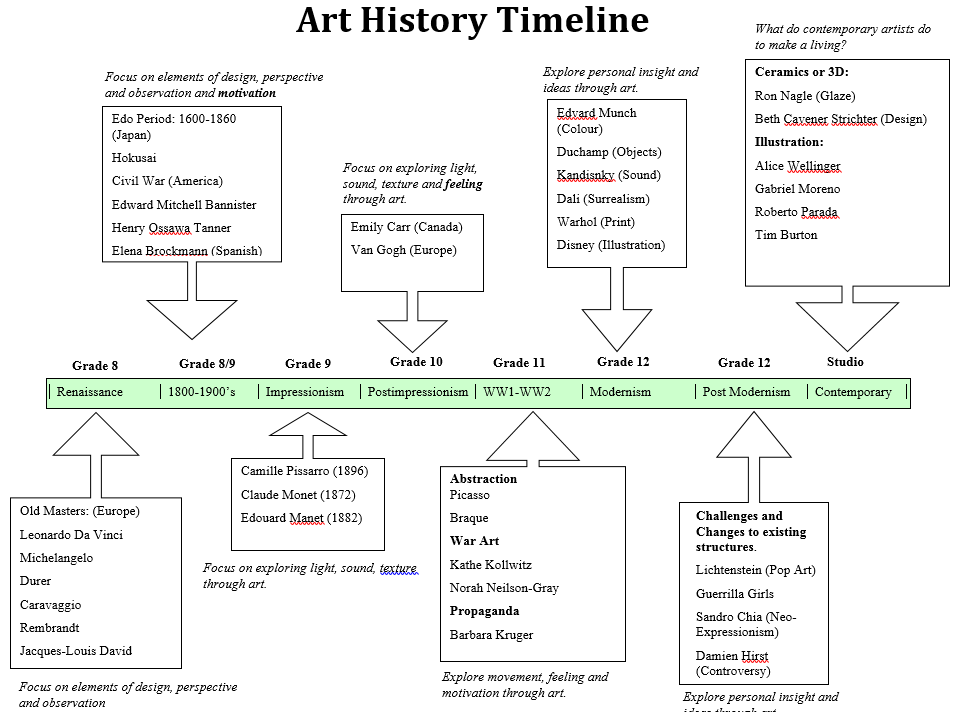 Art History Timeline
What do contemporary artists do
to make a living?
Focus on elements of design, perspective
and observation and motivation
Edo Period: 1600-1860
(Japan)
Hokusai
Civil War (America)
Edward Mitchell Bannister
Henry Ossawa Tanner
Elena Brockmann (Spanish)
Focus on exploring light,
sound, texture and feeling
through art.
Emily Carr (Canada)
Van Gogh (Europe)
Explore personal insight and
ideas through art.
Edvard Munch
(Colour)
Duchamp (Objects)
Kandisnky (Sound)
Dali (Surrealism)
Warhol (Print)
Disney (Illustration)
Ceramics or 3D:
Ron Nagle (Glaze)
Beth Cavener Strichter (Design)
Illustration:
Alice Wellinger
Gabriel Moreno
Roberto Parada
Tim Burton
Grade 8
Grade 8/9
Grade 9
Grade 10
Grade 11
Grade 12
Grade 12
Studio
Renaissance
1800-1900’s
Impressionism
Postimpressionism
WW1-WW2
Modernism
Post Modernism
Contemporary
Old Masters: (Europe)
Leonardo Da Vinci
Michelangelo
Durer
Caravaggio
Rembrandt
Jacques-Louis David
Focus on elements of design, perspective
and observation
Camille Pissarro (1896)
Claude Monet (1872)
Edouard Manet (1882)
Focus on exploring light, sound, texture
through art.
Abstraction
Picasso
Braque
War Art
Kathe Kollwitz
Norah Neilson-Gray
Propaganda
Barbara Kruger
Explore movement, feeling and
motivation through art.
Challenges and
Changes to existing
structures.
Lichtenstein (Pop Art)
Guerrilla Girls
Sandro Chia (Neo-
Expressionism)
Damien Hirst
(Controversy)
Explore personal insight and
ideas through art